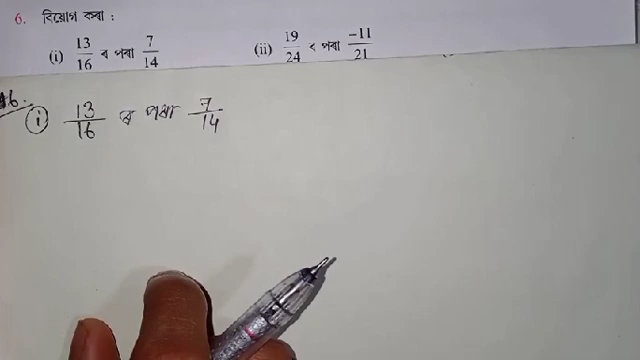 6. বিয়োগ কৰা :
(i) 13/16 ৰ পৰা 7/14 (ii) 19/24 ৰ পৰা -11/21
6.
(i) 13/16 ৰ পৰা 7/14